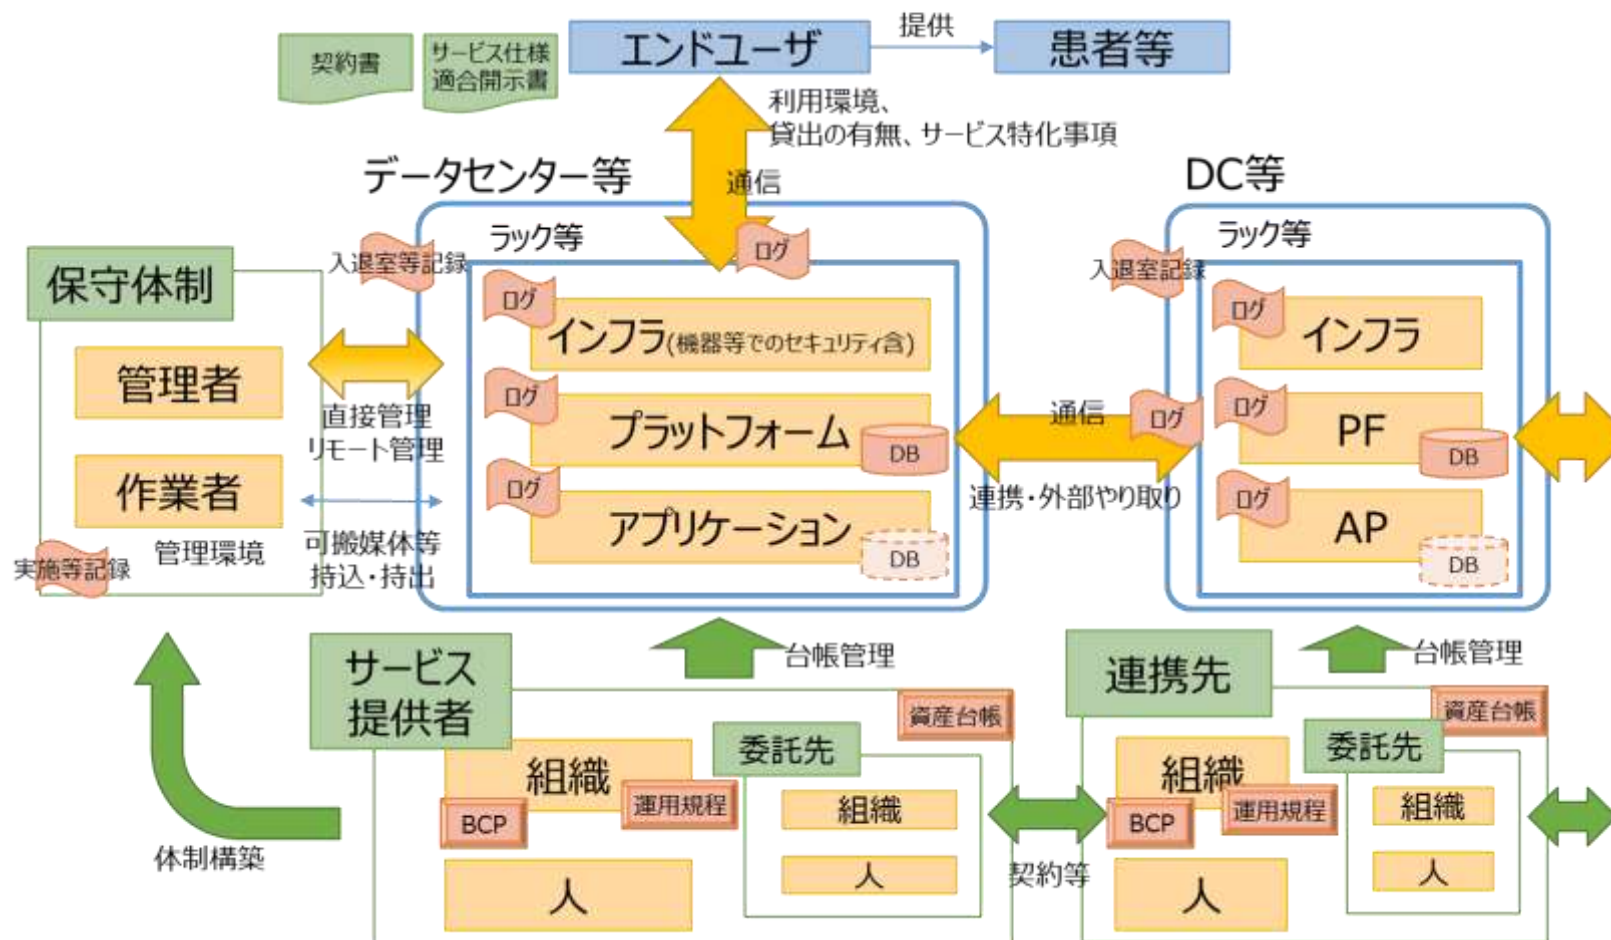 契約書
サービス仕様
適合開示書
エンドユーザ
提供
患者等
利用環境、
貸出の有無、サービス特化事項
通信
データセンター等
DC等
ラック等
ログ
入退室等記録
保守体制
管理者
作業者
管理環境
実施等記録
直接管理
リモート管理
可搬媒体等
持込・持出
ログ
インフラ(機器等でのセキュリティ含)
ログ
プラットフォーム
DB
ログ
アプリケーション
DB
通信
ログ
連携・外部やり取り
ラック等
入退室記録
ログ
インフラ
ログ
PF
DB
ログ
AP
DB
台帳管理
台帳管理
体制構築
サービス
提供者
資産台帳
組織
BCP
運用規程
人
委託先
組織
人
契約等
連携先
資産台帳
組織
BCP
運用規程
人
委託先
組織
人